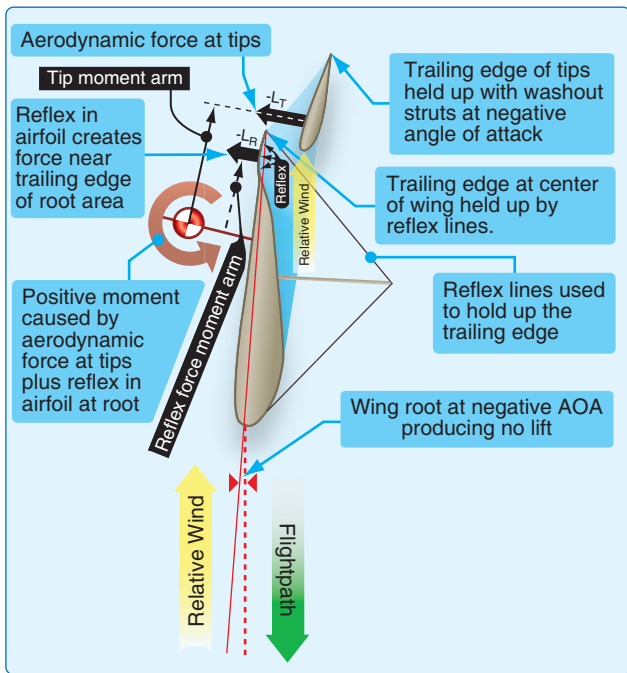 Aerodynamic force at tips
Tip moment arm
-LT
Trailing edge of tips
held up with washout
struts at negative
angle of attack
Reflex in
airfoil creates
force near
trailing edge
of root area
-LR
Reflex
Relative Wind
Trailing edge at center
of wing held up by
reflex lines.
Positive moment
caused by
aerodynamic
force at tips
plus reflex in
airfoil at root
Reflex force moment arm
Reflex lines used
to hold up the
trailing edge
Wing root at negative AOA
producing no lift
Relative Wind
Flightpath